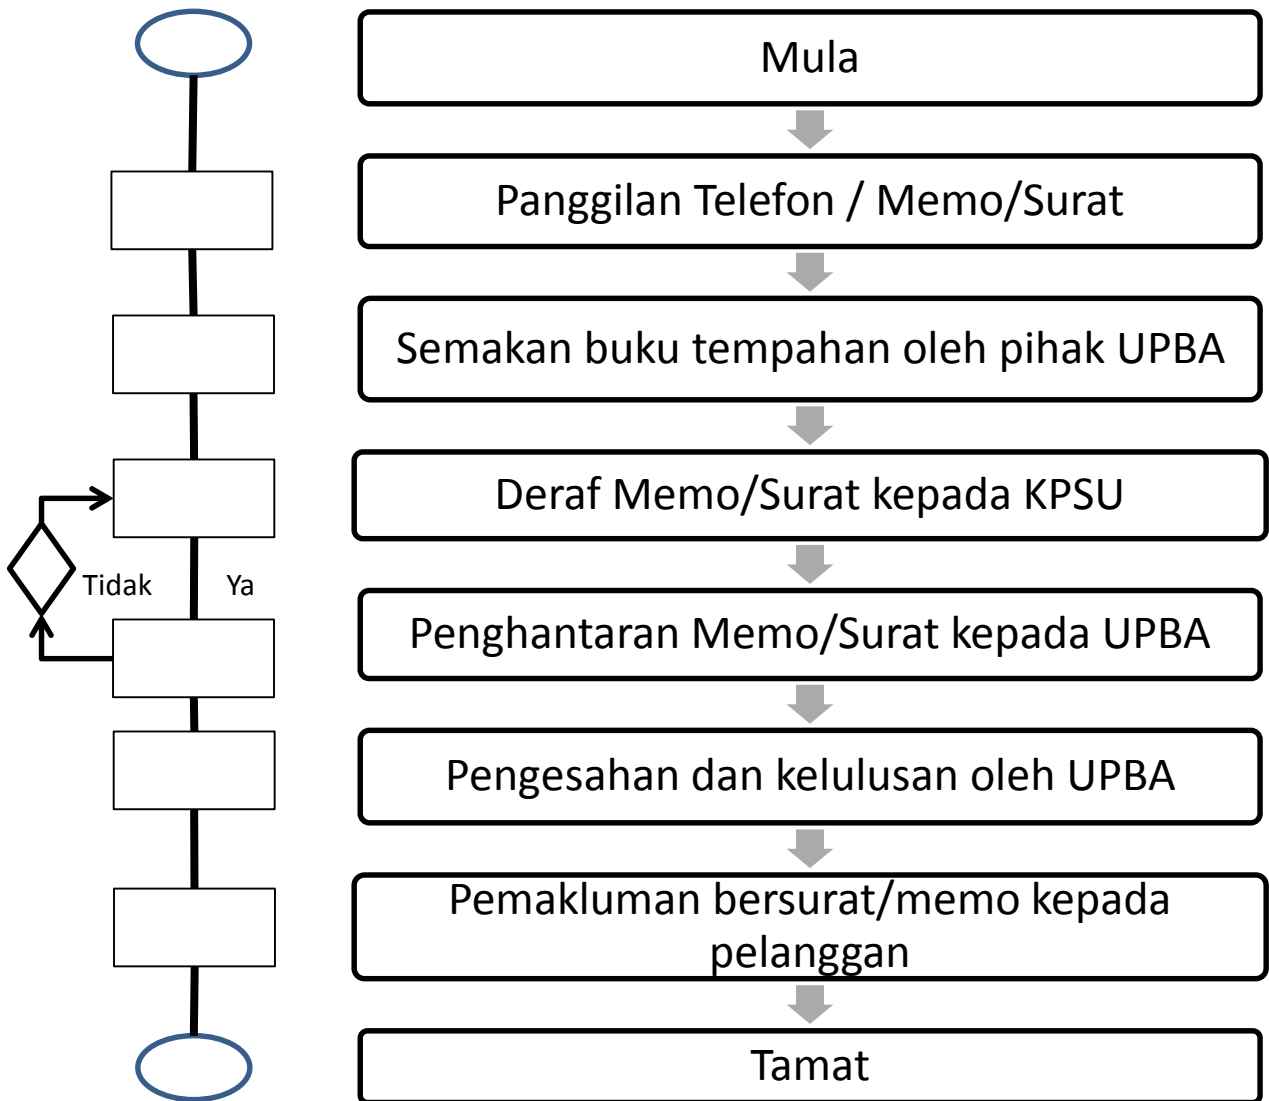 Mula
Panggilan Telefon / Memo/Surat
Semakan buku tempahan oleh pihak UPBA
Deraf Memo/Surat kepada KPSU
Tidak
Ya
Penghantaran Memo/Surat kepada UPBA
Pengesahan dan kelulusan oleh UPBA
Pemakluman bersurat/memo kepada
pelanggan
Tamat